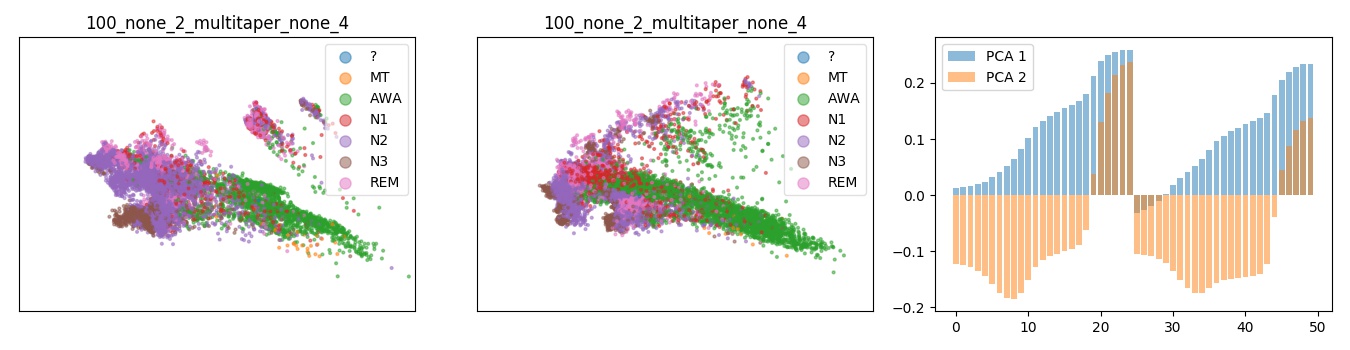 100_none_2_multitaper_none_4
?
MT
AWA
N1
N2
N3
REM
100_none_2_multitaper_none_4
?
MT
AWA
N1
N2
N3
REM
PCA 1
PCA 2
0.2
0.1
0.0
−0.1
−0.2
0 10 20 30 40 50